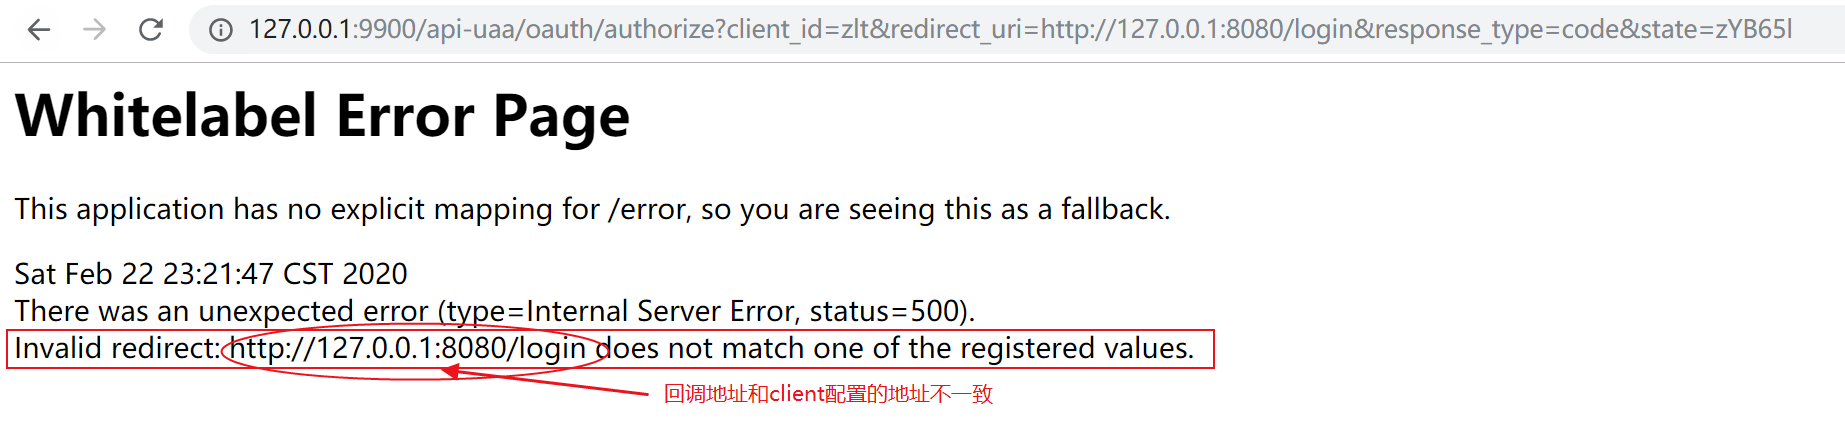 127.0.0.1:9900/api-uaa/oauth/authorize?client_id=zlt&redirect_uri=http://127.0.0.1:8080/login&response_type=code&state=zYB65l
Whitelabel Error Page
This application has no explicit mapping for /error, so you are seeing this as a fallback.
Sat Feb 22 23:21:47 CST 2020
There was an unexpected error (type=Internal Server Error, status=500).
Invalid redirect: http://127.0.0.1:8080/login does not match one of the registered values.
回调地址和client配置的地址不一致